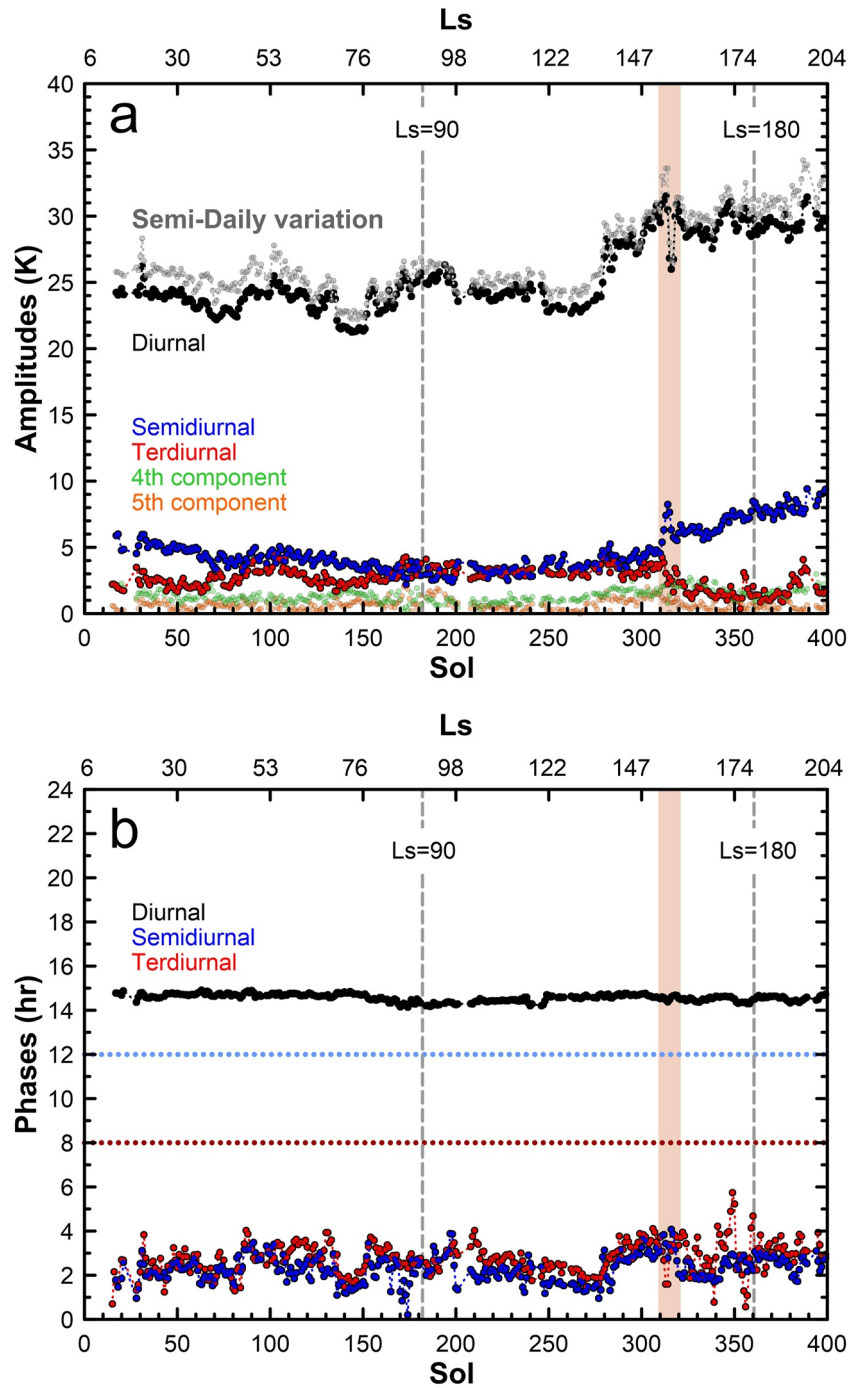 Ls
6 30 53 76 98 122 147 174 204
40
a
Ls=90 Ls=180
35
Semi-Daily variation
30
25
Diurnal
20
15
Semidiurnal
Terdiurnal
10
4th component
5th component
5
0
Amplitudes (K)
0 50 100 150 200 250 300 350 400
Sol
Ls
6 30 53 76 98 122 147 174 204
24
b
22
Ls=90 Ls=180
20
Diurnal
18
Semidiurnal
Terdiurnal
16
14
12
10
8
6
4
2
0
Phases (hr)
0 50 100 150 200 250 300 350 400
Sol